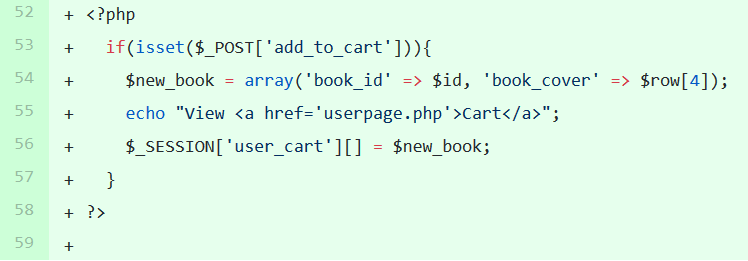 52 + <?php
53 + if(isset($_POST['add_to_cart'])){
54 + $new_book = array('book_id' => $id, 'book_cover' => $row[4]);
55 + echo "View <a href='userpage.php'>Cart</a>";
56 + $_SESSION['user_cart'][] = $new_book;
57 + }
58 + ?>
59 +